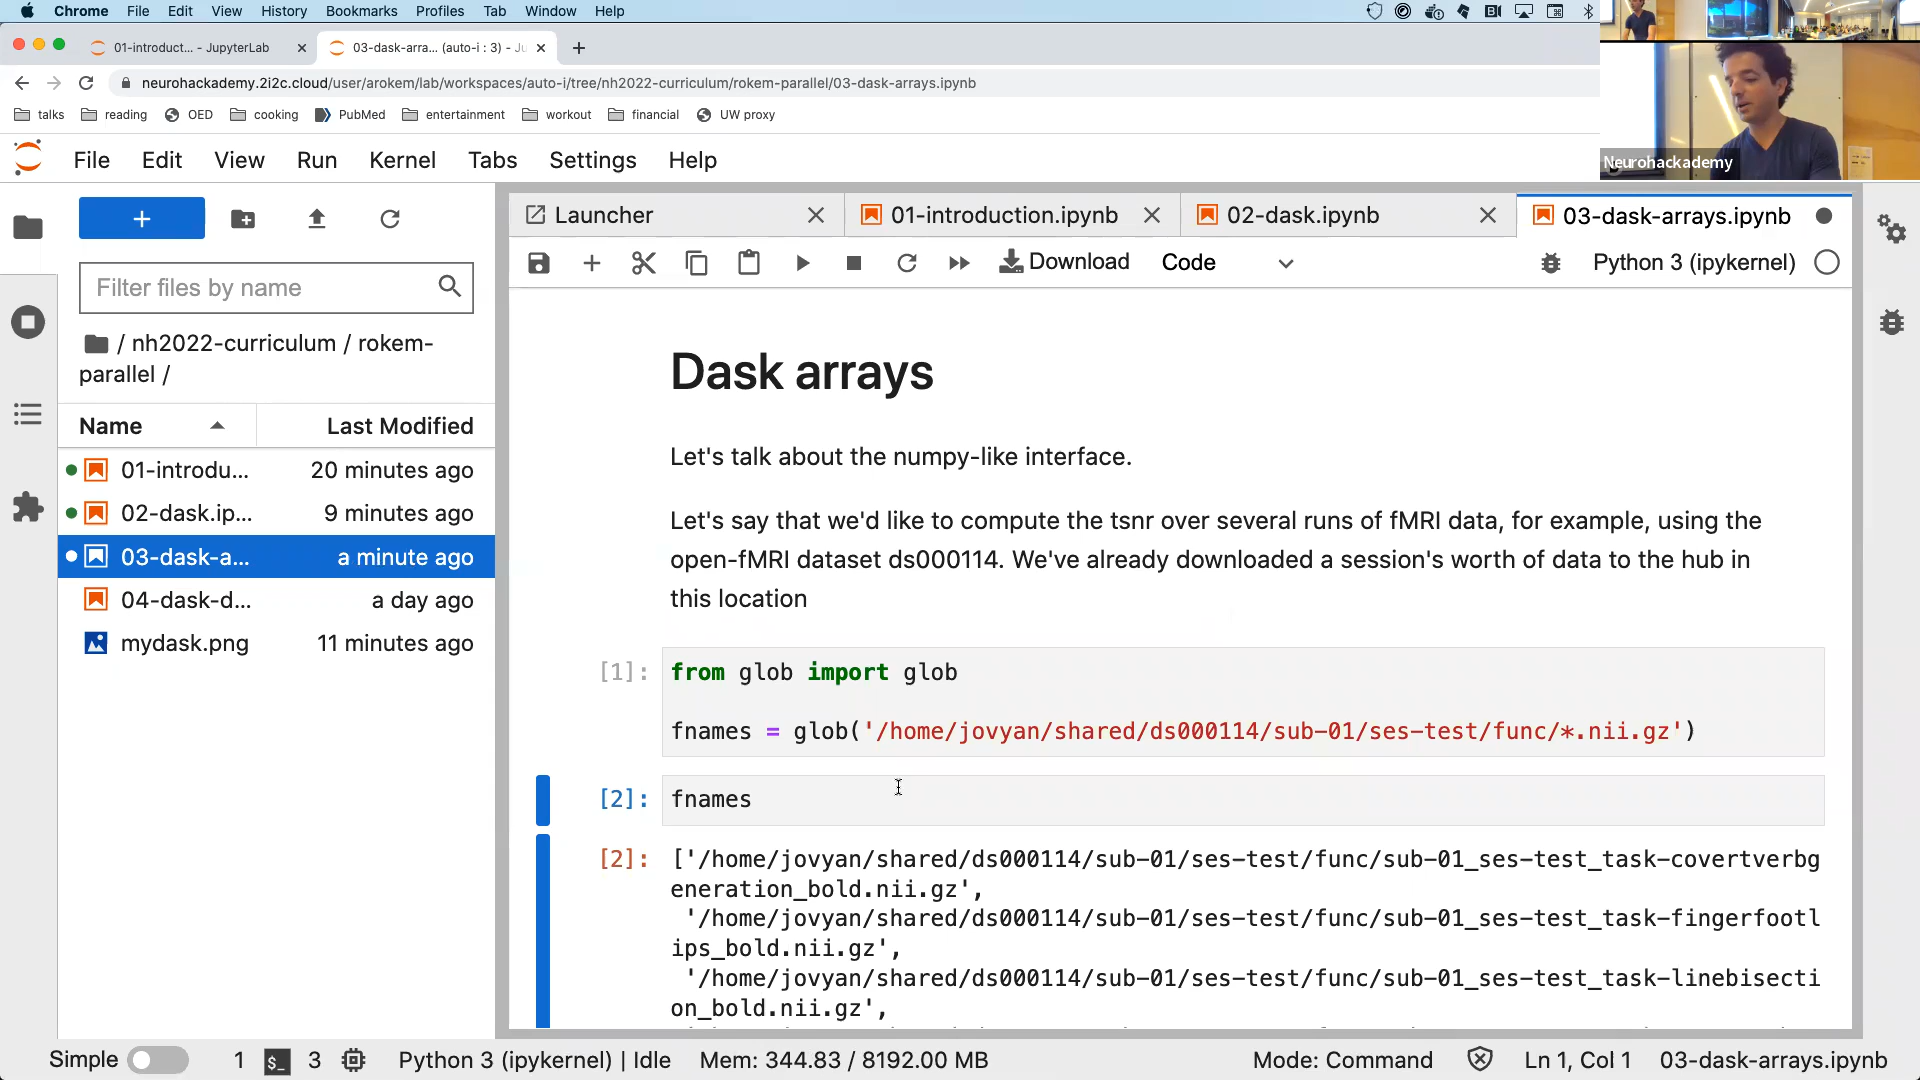 Chrome File Edit View History Bookmarks Profiles Tab Window Help
01-introduct... - JupyterLab
03-dask-arra... (auto-i : 3) - Ju
neurohackademy.2i2c.cloud/user/arokem/lab/workspaces/auto-i/tree/nh2022-curriculum/rokem-parallel/03-dask-arrays.ipynb
talks reading OED cooking PubMed entertainment workout financial UW proxy
Neurohackademy
File Edit View Run Kernel Tabs Settings Help
Launcher 01-introduction.ipynb 02-dask.ipynb 03-dask-arrays.ipynb
Download Code Python 3 (ipykernel)
Filter files by name
/ nh2022-curriculum / rokem-
parallel /
Name Last Modified
01-introdu... 20 minutes ago
02-dask.ip... 9 minutes ago
03-dask-a... a minute ago
04-dask-d... a day ago
mydask.png 11 minutes ago
Dask arrays
Let's talk about the numpy-like interface.
Let's say that we'd like to compute the tsnr over several runs of fMRI data, for example, using the
open-fMRI dataset ds000114. We've already downloaded a session's worth of data to the hub in
this location
[1]: from glob import glob
fnames = glob('/home/jovyan/shared/ds000114/sub-01/ses-test/func/*.nii.gz')
[2]: fnames
[2]: ['/home/jovyan/shared/ds000114/sub-01/ses-test/func/sub-01_ses-test_task-covertverbg
eneration_bold.nii.gz',
'/home/jovyan/shared/ds000114/sub-01/ses-test/func/sub-01_ses-test_task-fingerfootl
ips_bold.nii.gz',
'/home/jovyan/shared/ds000114/sub-01/ses-test/func/sub-01_ses-test_task-linebisecti
on_bold.nii.gz',
Simple 1 $_ 3 Python 3 (ipykernel) | Idle Mem: 344.83 / 8192.00 MB Mode: Command Ln 1, Col 1 03-dask-arrays.ipynb